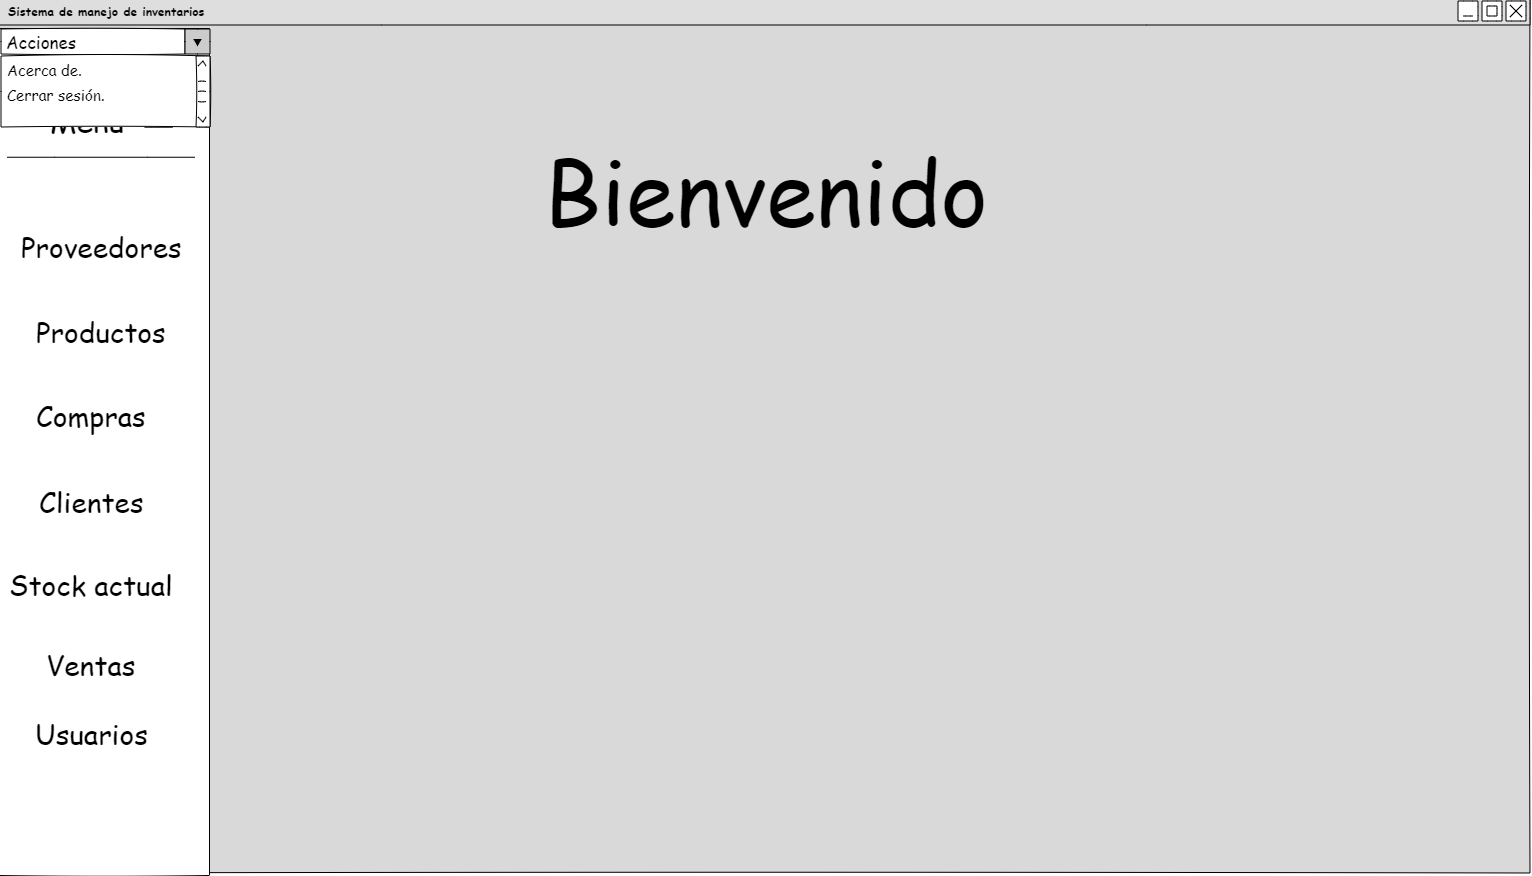 Sistema de manejo de inventarios
Acciones
Acerca de.
Cerrar sesión.
Menú
Bienvenido
Proveedores
Productos
Compras
Clientes
Stock actual
Ventas
Usuarios